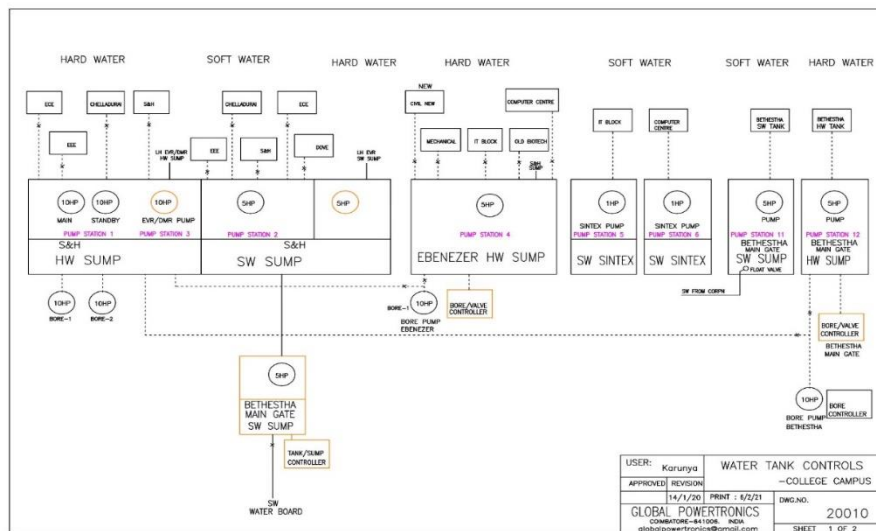 HARD WATER
SOFT WATER
HARD WATER
HARD WATER
SOFT WATER
SOFT WATER
HARD WATER
ECE
CHELLADURAI
S&H
CHELLADURAI
ECE
NEW
CIVIL NEW
COMPUTER CENTRE
IT BLOCK
COMPUTER
CENTRE
BETHESTHA
SW TANK
BETHESTHA
HW TANK
EEE
LH EVR/DMR
HW SUMP
EEE
S&H
DOVE
LH EVR
SW SUMP
MECHANICAL
IT BLOCK
OLD BIOTECH
S&H
SUMP
10HP
MAIN
10HP
STANDBY
10HP
EVR/DMR PUMP
5HP
5HP
5HP
1HP
SINTEX PUMP
1HP
SINTEX PUMP
5HP
PUMP
5HP
PUMP
PUMP STATION 1
PUMP STATION 3
PUMP STATION 2
PUMP STATION 4
PUMP STATION 5
PUMP STATION 6
PUMP STATION 11
PUMP STATION 12
S&H
HW SUMP
S&H
SW SUMP
EBENEZER HW SUMP
SW SINTEX
SW SINTEX
BETHESTHA
MAIN GATE
SW SUMP
FLOAT VALVE
BETHESTHA
MAIN GATE
HW SUMP
SW FROM CORPN
10HP
BORE-1
10HP
BORE-2
BORE-1
10HP
BORE PUMP
EBENEZER
BORE/VALVE
CONTROLLER
BORE/VALVE
CONTROLLER
BETHESTHA
MAIN GATE
5HP
BETHESTHA
MAIN GATE
SW SUMP
TANK/SUMP
CONTROLLER
SW
WATER BOARD
10HP
BORE PUMP
BETHESTHA
BORE
CONTROLLER
USER: Karunya
WATER TANK CONTROLS
-COLLEGE CAMPUS
APPROVED REVISION
14/1/20 PRINT : 6/2/21
GLOBAL POWERTRONICS
COIMBATORE-641006. INDIA
globalpowertronics@gmail.com
DWG.NO.
20010
SHEET 1 OF 2